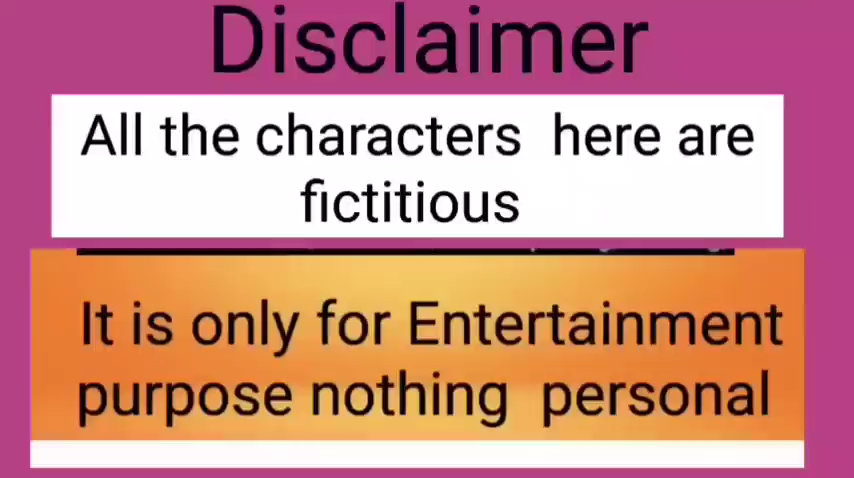 Disclaimer
All the characters here are
fictitious
It is only for Entertainment
purpose nothing personal